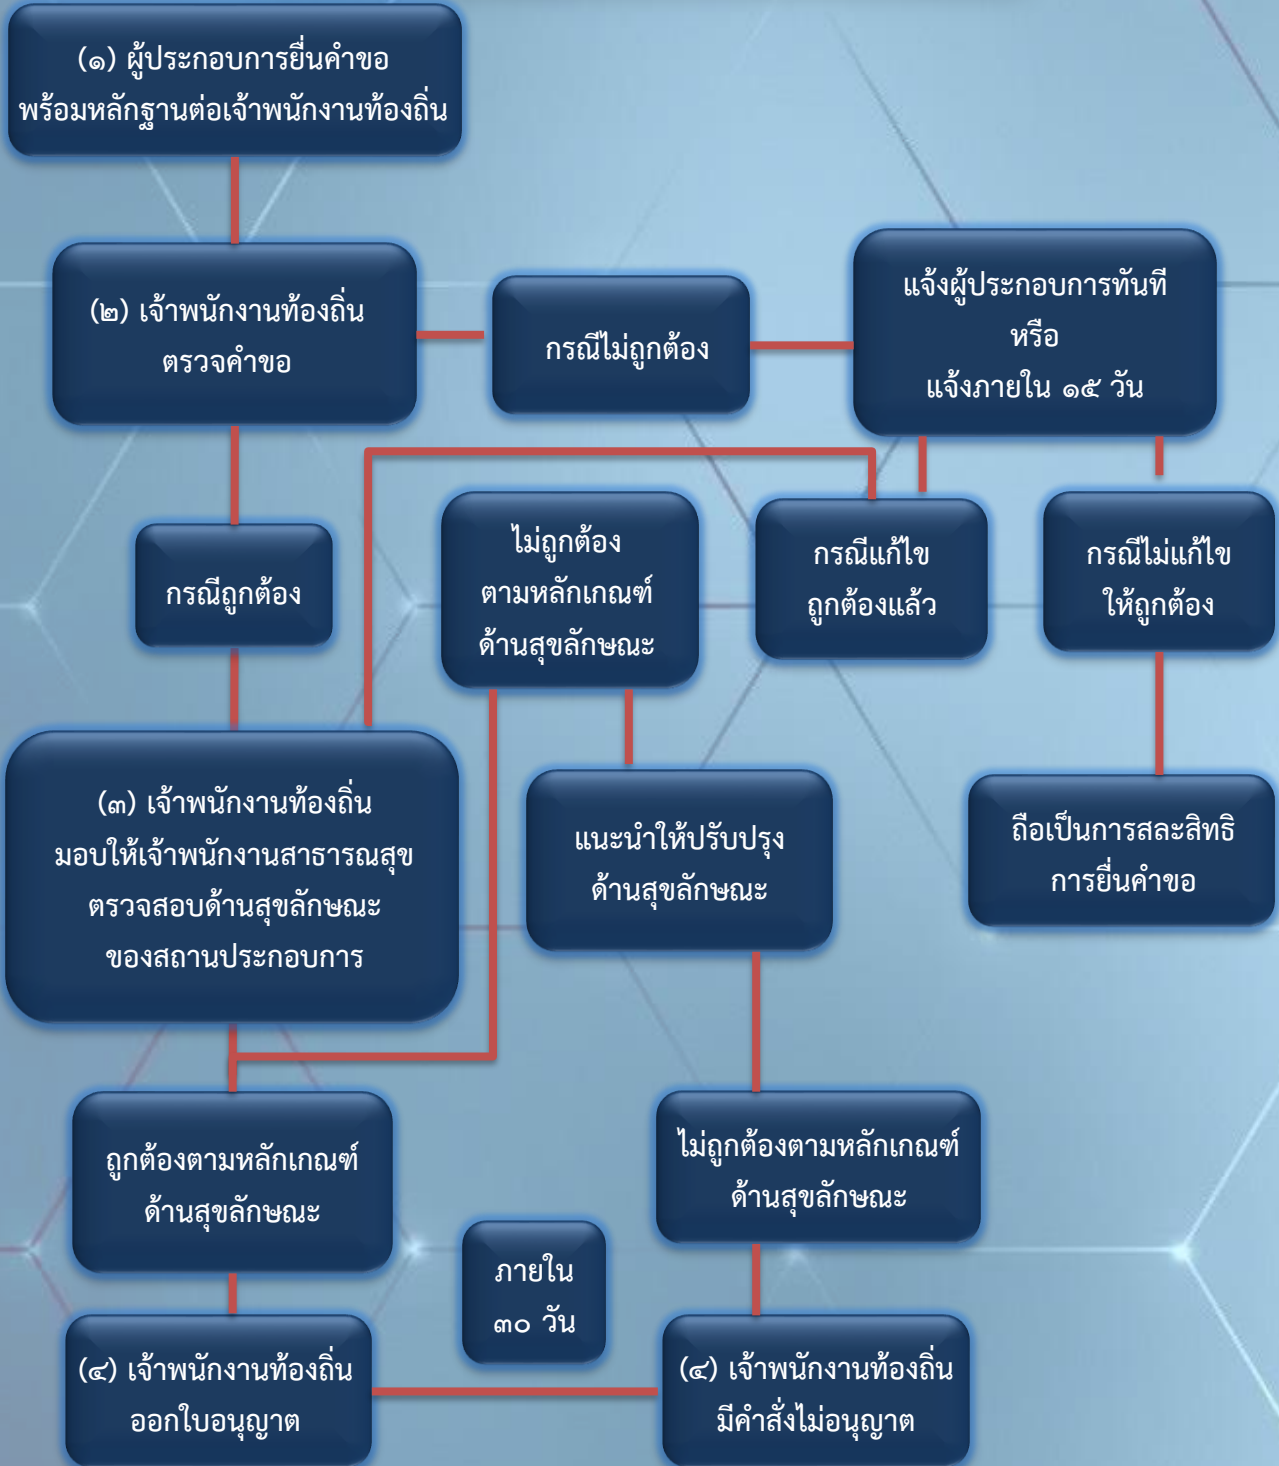 (๑) ผู้ประกอบการยื่นคำขอ
พร้อมหลักฐานต่อเจ้าพนักงานท้องถิ่น
(๒) เจ้าพนักงานท้องถิ่น
ตรวจคำขอ
กรณีไม่ถูกต้อง
แจ้งผู้ประกอบการทันที
หรือ
แจ้งภายใน ๑๕ วัน
กรณีถูกต้อง
ไม่ถูกต้อง
ตามหลักเกณฑ์
ด้านสุขลักษณะ
กรณีแก้ไข
ถูกต้องแล้ว
กรณีไม่แก้ไข
ให้ถูกต้อง
(๓) เจ้าพนักงานท้องถิ่น
มอบให้เจ้าพนักงานสาธารณสุข
ตรวจสอบด้านสุขลักษณะ
ของสถานประกอบการ
แนะนำให้ปรับปรุง
ด้านสุขลักษณะ
ถือเป็นการสละสิทธิ
การยื่นคำขอ
ถูกต้องตามหลักเกณฑ์
ด้านสุขลักษณะ
ไม่ถูกต้องตามหลักเกณฑ์
ด้านสุขลักษณะ
ภายใน
๓๐ วัน
(๔) เจ้าพนักงานท้องถิ่น
ออกใบอนุญาต
(๔) เจ้าพนักงานท้องถิ่น
มีคำสั่งไม่อนุญาต